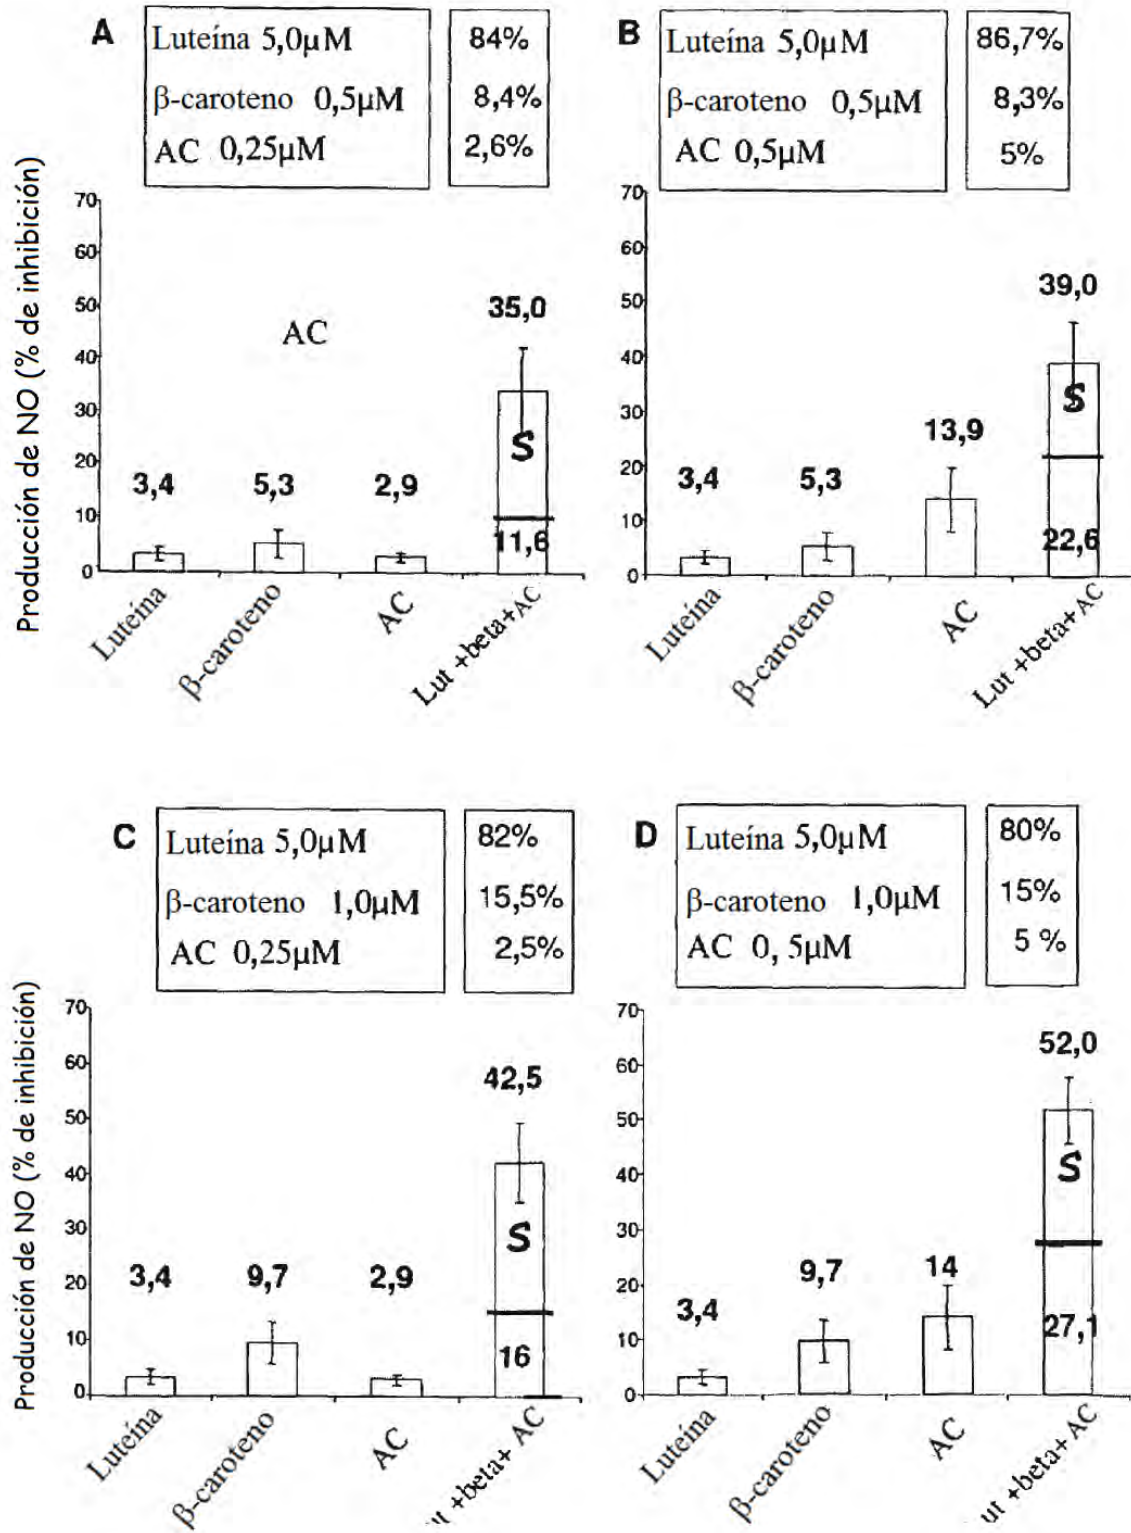 A
Luteína 5,0µM 84%
β-caroteno 0,5µM 8,4%
AC 0,25µM 2,6%
Producción de NO (% de inhibición)
70
60
50
40
30
20
10
0
AC
3,4
5,3
2,9
35,0
S
11,6
Luteína
β-caroteno
AC
Lut +beta+AC
B
Luteína 5,0µM 86,7%
β-caroteno 0,5µM 8,3%
AC 0,5µM 5%
70
60
50
40
30
20
10
0
3,4
5,3
13,9
39,0
S
22,6
Luteína
β-caroteno
AC
Lut +beta+AC
C
Luteína 5,0µM 82%
β-caroteno 1,0µM 15,5%
AC 0,25µM 2,5%
Producción de NO (% de inhibición)
70
60
50
40
30
20
10
0
3,4
9,7
2,9
42,5
S
16
Luteína
β-caroteno
AC
ut +beta+ AC
D
Luteína 5,0µM 80%
β-caroteno 1,0µM 15%
AC 0, 5µM 5 %
70
60
50
40
30
20
10
0
3,4
9,7
14
52,0
S
27,1
Luteína
β-caroteno
AC
ut +beta+ AC